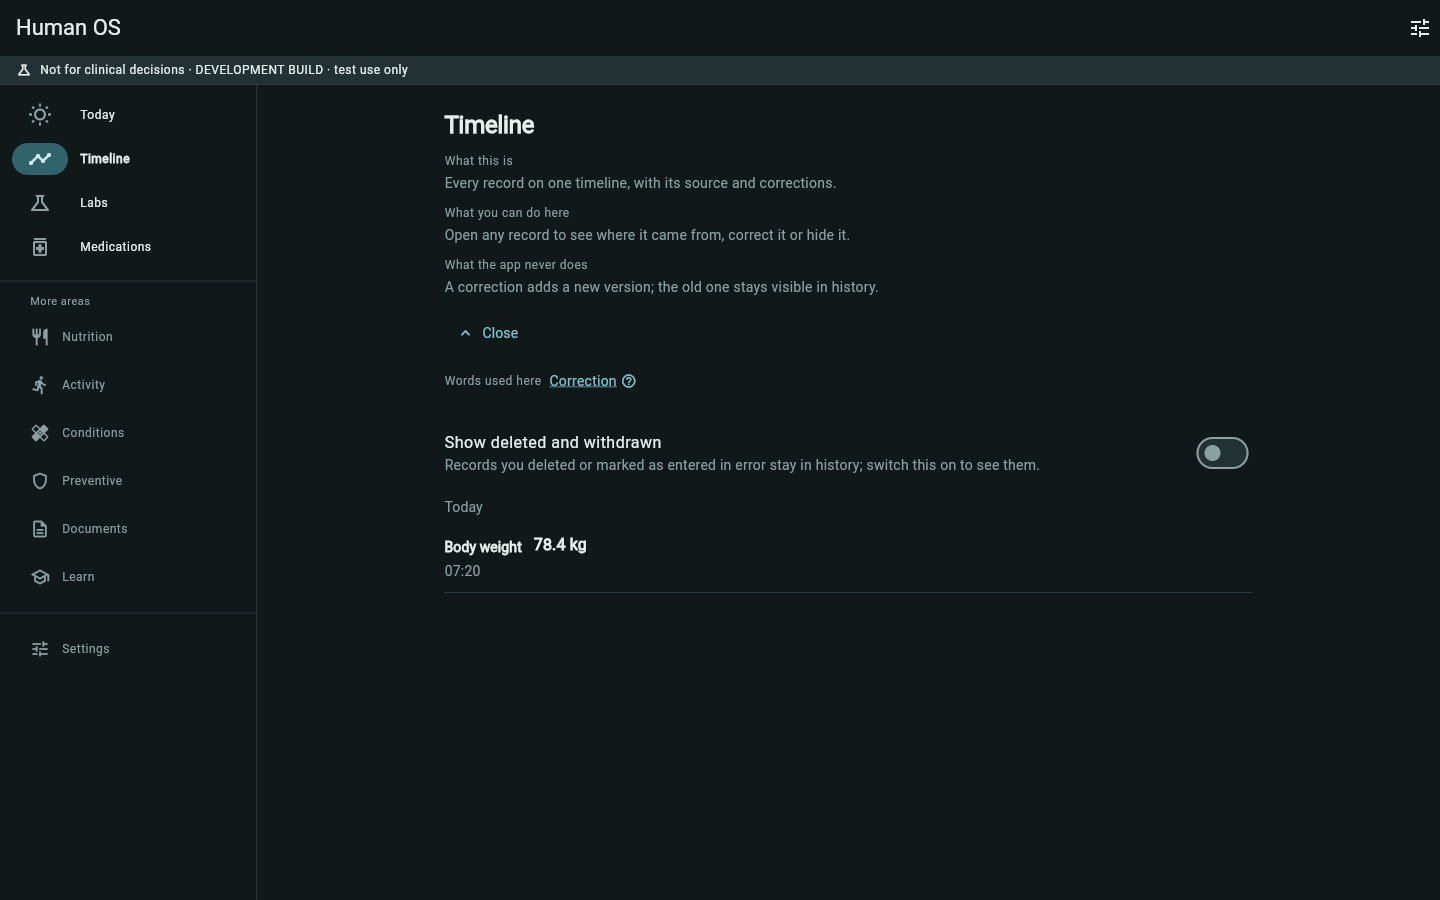 Human OS
Not for clinical decisions · DEVELOPMENT BUILD · test use only
Today
Timeline
Labs
Medications
More areas
Nutrition
Activity
Conditions
Preventive
Documents
Learn
Settings
Timeline
What this is
Every record on one timeline, with its source and corrections.
What you can do here
Open any record to see where it came from, correct it or hide it.
What the app never does
A correction adds a new version; the old one stays visible in history.
Close
Words used here Correction
Show deleted and withdrawn
Records you deleted or marked as entered in error stay in history; switch this on to see them.
Today
Body weight 78.4 kg
07:20